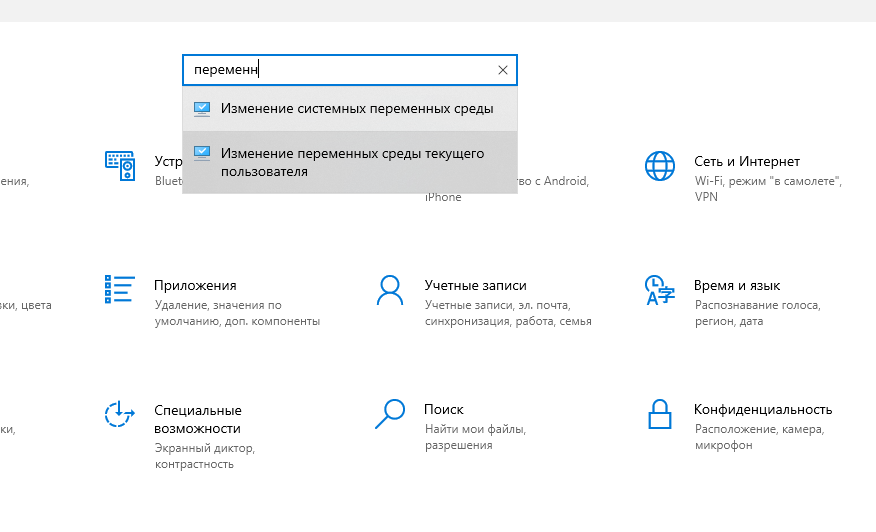 переменн
Изменение системных переменных среды
Изменение переменных среды текущего
пользователя
Устр
Сеть и Интернет
ения,
Bluet
во с Android,
Wi-Fi, режим "в самолете",
iPhone
VPN
Приложения
Учетные записи
Время и язык
вки, цвета
Удаление, значения по
Учетные записи, эл. почта,
Распознавание голоса,
умолчанию, доп. компоненты
синхронизация, работа, семья
регион, дата
Специальные
Поиск
Конфиденциальность
возможности
ки,
Найти мои файлы,
Расположение, камера,
Экранный диктор,
разрешения
микрофон
контрастность